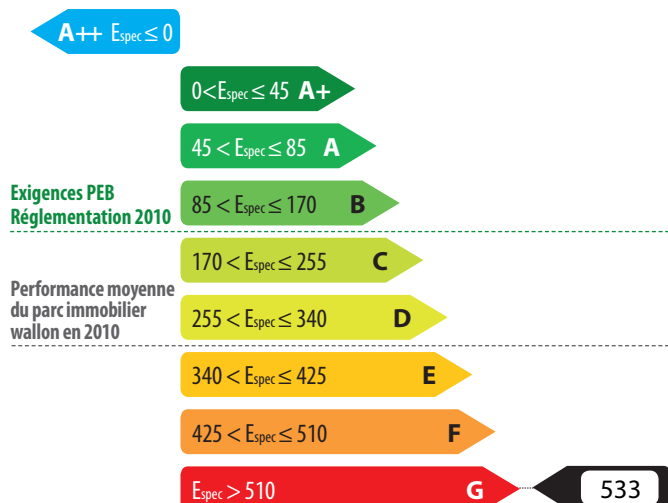 A++ Espec ≤ 0
0<Espec ≤ 45 A+
45 < Espec ≤ 85 A
Exigences PEB
Réglementation 2010
85 < Espec ≤ 170 B
170 < Espec ≤ 255 C
Performance moyenne
du parc immobilier
wallon en 2010
255 < Espec ≤ 340 D
340 < Espec ≤ 425 E
425 < Espec ≤ 510 F
Espec > 510 G 533